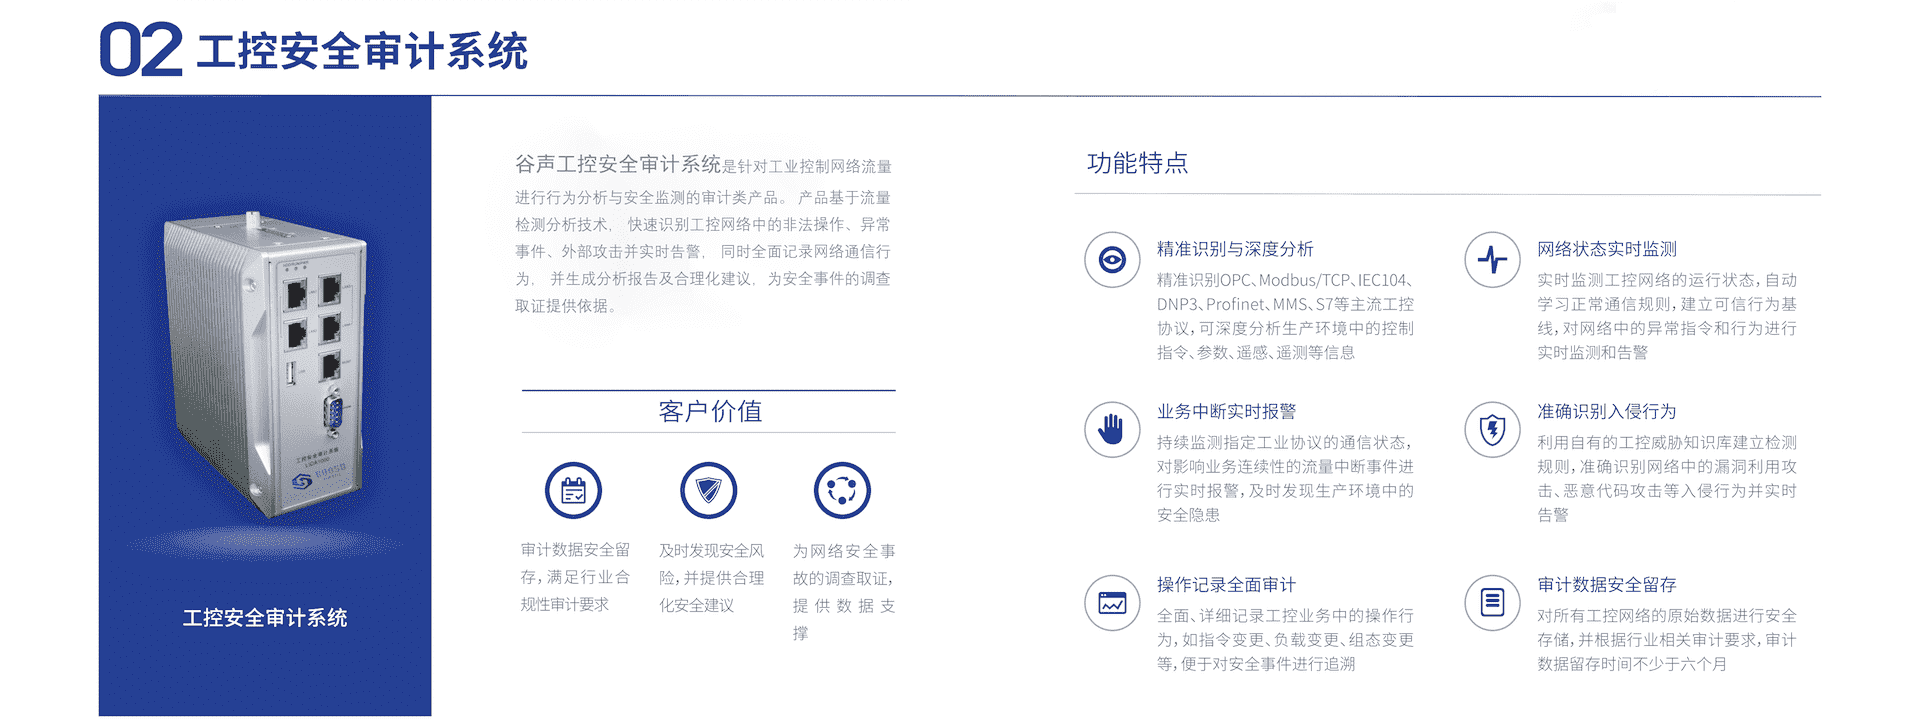 02 工控安全审计系统
工控安全审计系统
谷声工控安全审计系统是针对工业控制网络流量
进行行为分析与安全监测的审计类产品。产品基于流量
检测分析技术， 快速识别工控网络中的非法操作、异常
事件、外部攻击并实时告警， 同时全面记录网络通信行
为， 并生成分析报告及合理化建议，为安全事件的调查
取证提供依据。
客户价值
审计数据安全留
存，满足行业合
规性审计要求
及时发现安全风
险，并提供合理
化安全建议
为网络安全事
故的调查取证，
提供数据支
撑
功能特点
精准识别与深度分析
精准识别OPC、Modbus/TCP、IEC104、
DNP3、Profinet、MMS、S7等主流工控
协议，可深度分析生产环境中的控制
指令、参数、遥感、遥测等信息
网络状态实时监测
实时监测工控网络的运行状态，自动
学习正常通信规则，建立可信行为基
线，对网络中的异常指令和行为进行
实时监测和告警
业务中断实时报警
持续监测指定工业协议的通信状态，
对影响业务连续性的流量中断事件进
行实时报警，及时发现生产环境中的
安全隐患
准确识别入侵行为
利用自有的工控威胁知识库建立检测
规则，准确识别网络中的漏洞利用攻
击、恶意代码攻击等入侵行为并实时
告警
操作记录全面审计
全面、详细记录工控业务中的操作行
为，如指令变更、负载变更、组态变更
等，便于对安全事件进行追溯
审计数据安全留存
对所有工控网络的原始数据进行安全
存储，并根据行业相关审计要求，审计
数据留存时间不少于六个月
工控安全审计系统